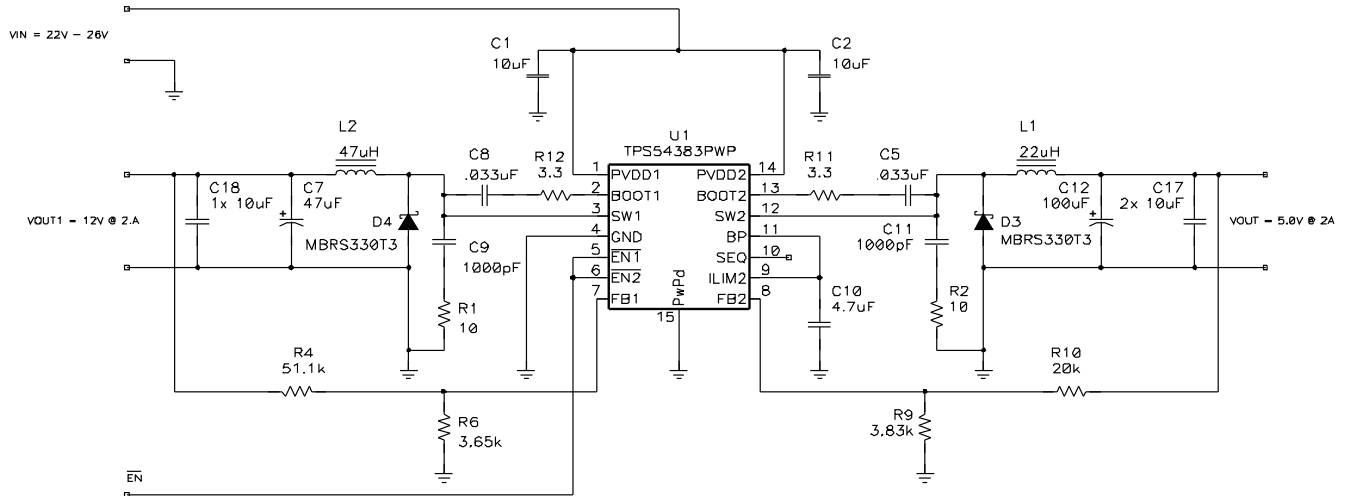 VIN = 22V - 26V
C1
10uF
C2
10uF
U1
TPS54383PWP
L2
47uH
L1
22uH
C8
.033uF
R12
3.3
R11
3.3
C5
.033uF
1 PVDD1
PVDD2 14
2 BOOT1
BOOT2 13
3 SW1
SW2 12
4 GND
BP 11
5 EN1
SEQ 10
6 EN2
ILIM2 9
7 FB1
FB2 8
PwPd
15
C18
1x 10uF
C7
47uF
D4
MBRS330T3
C9
1000pF
R1
10
VOUT1 = 12V @ 2.A
C11
1000pF
D3
MBRS330T3
C12
100uF
C17
2x 10uF
VOUT = 5.0V @ 2A
C10
4.7uF
R2
10
R4
51.1k
R10
20k
R6
3.65k
R9
3.83k
EN